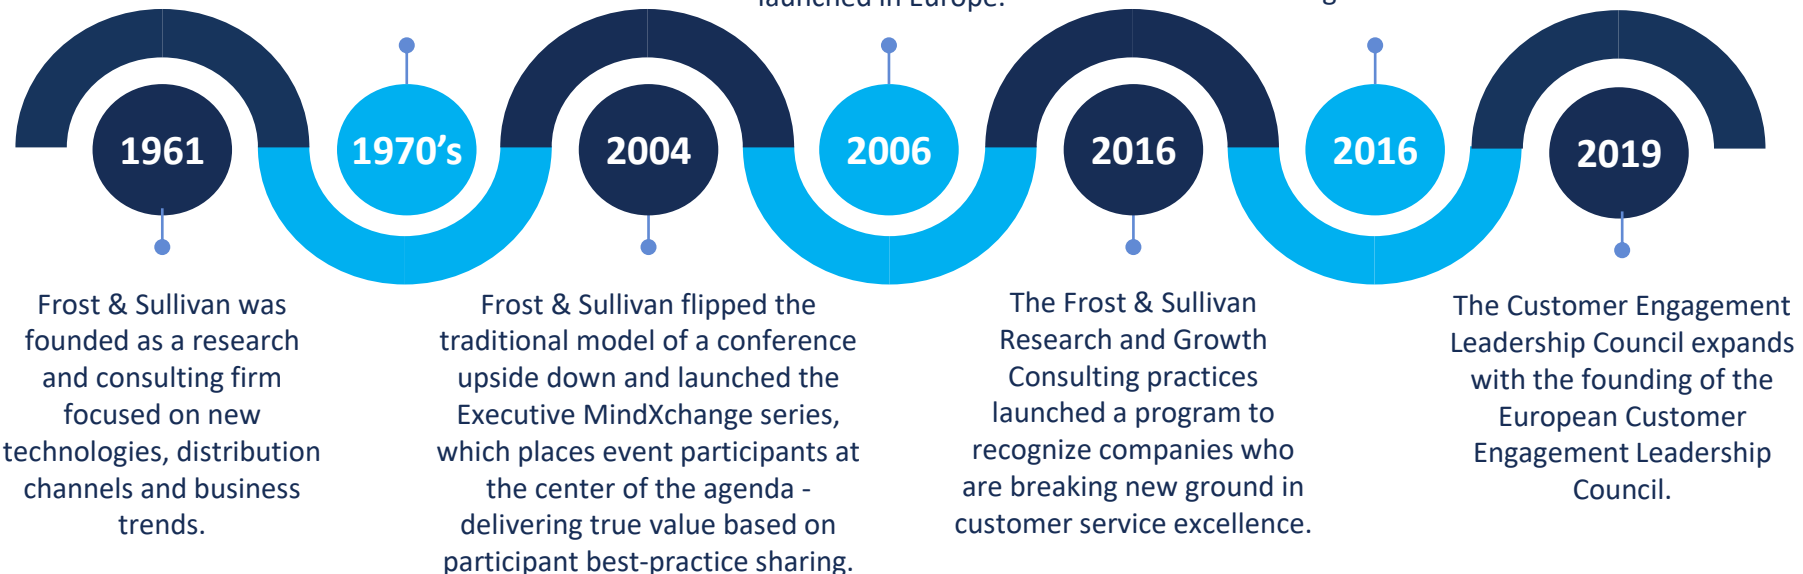 launched in Europe.
1961
1970’s
2004
2006
2016
2016
2019
Frost & Sullivan was
founded as a research
and consulting firm
focused on new
technologies, distribution
channels and business
trends.
Frost & Sullivan flipped the
traditional model of a conference
upside down and launched the
Executive MindXchange series,
which places event participants at
the center of the agenda -
delivering true value based on
participant best-practice sharing.
The Frost & Sullivan
Research and Growth
Consulting practices
launched a program to
recognize companies who
are breaking new ground in
customer service excellence.
The Customer Engagement
Leadership Council expands
with the founding of the
European Customer
Engagement Leadership
Council.